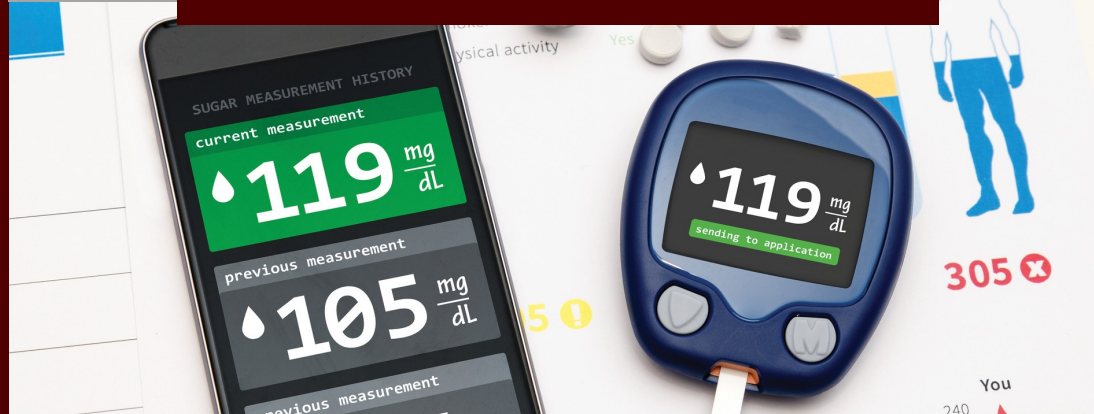 ysical activity Yes
SUGAR MEASUREMENT HISTORY
current measurement
119 mg
dL
previous measurement
105 mg
dL
previous measurement
119 mg
dL
sending to application
M
5 !
305 x
You
240